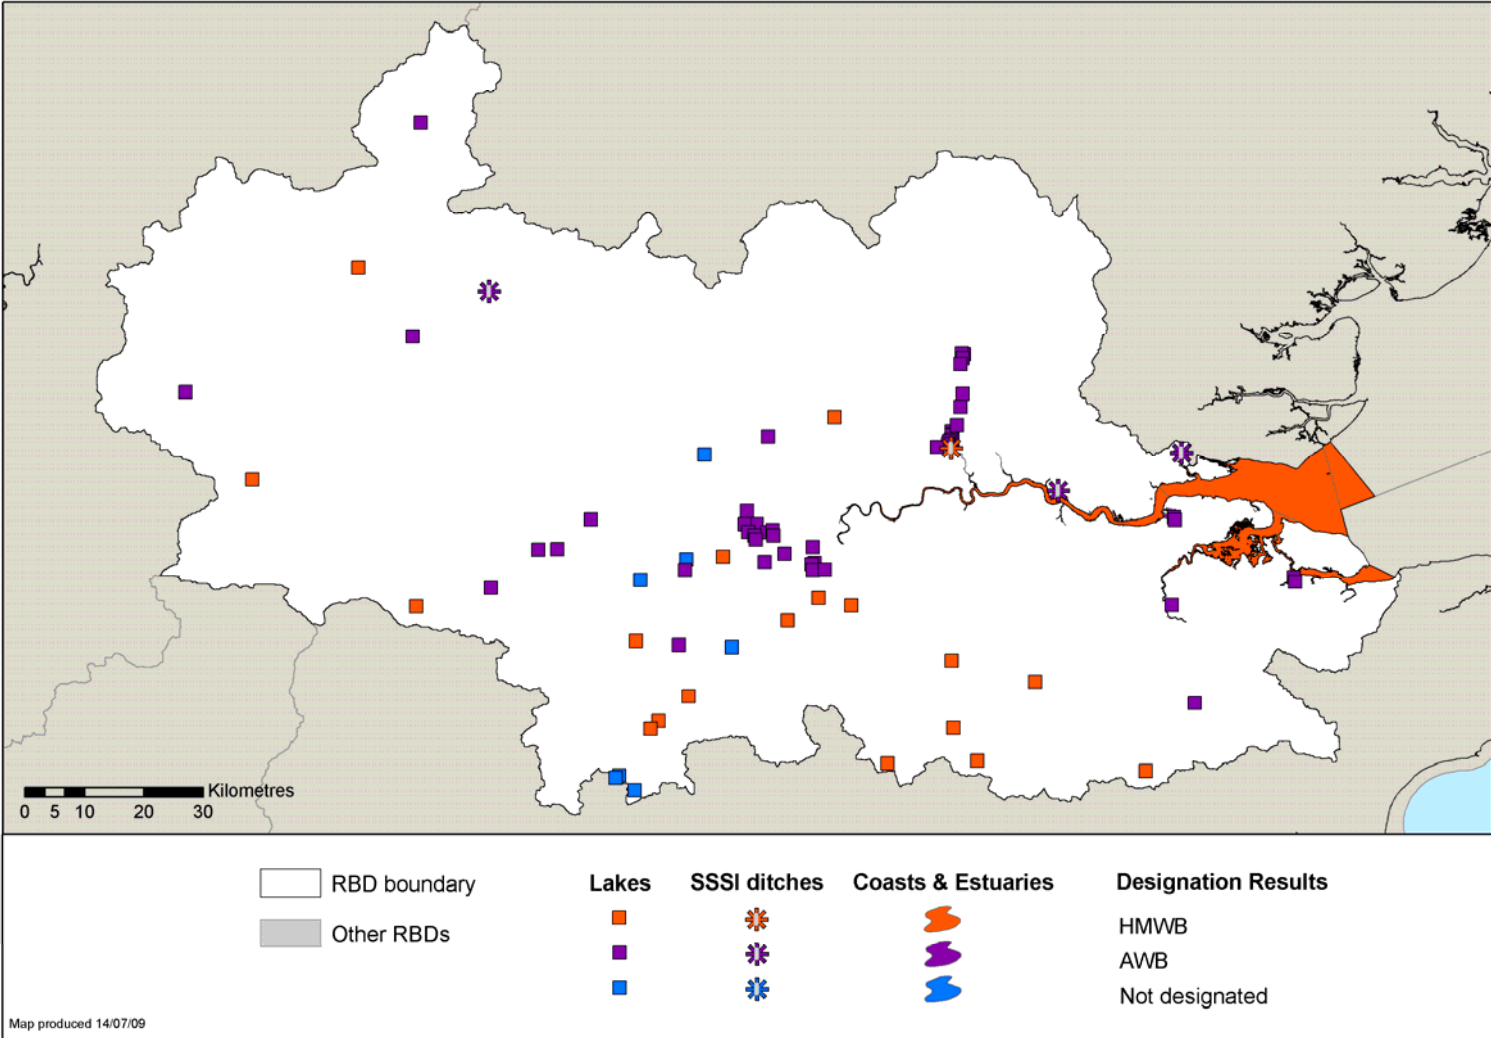 Kilometres
0 5 10 20 30
RBD boundary
Other RBDs
Lakes SSSI ditches Coasts & Estuaries Designation Results
HMWB
AWB
Not designated
Map produced 14/07/09